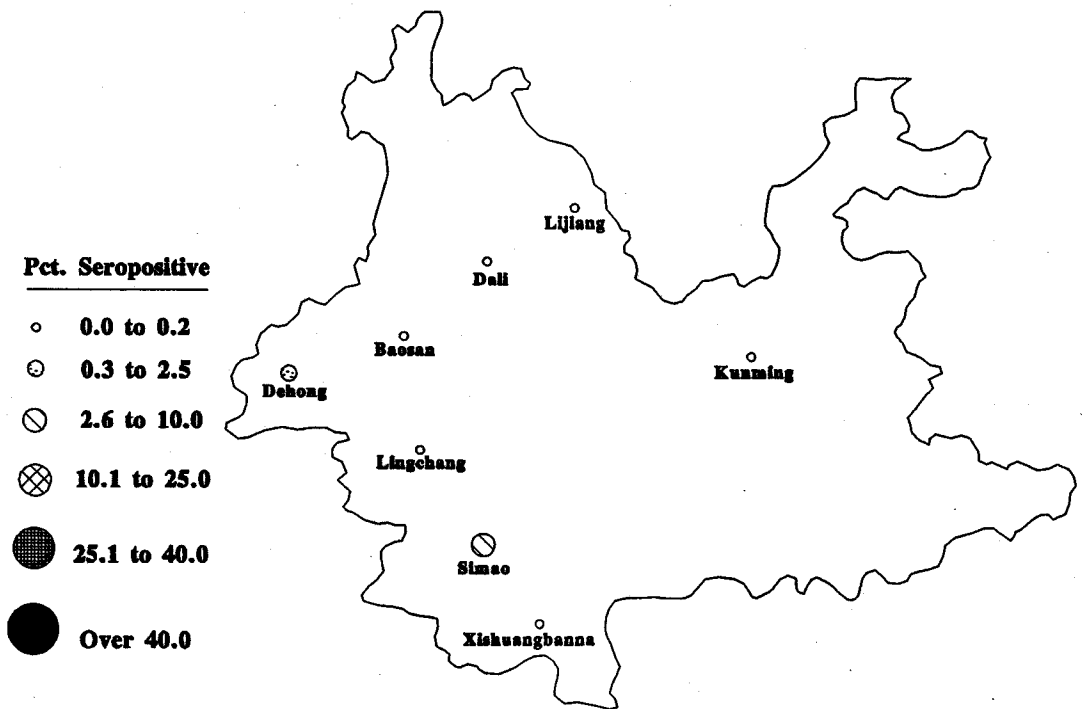 Lijiang
Dali
Pct. Seropositive
0.0 to 0.2
0.3 to 2.5
2.6 to 10.0
10.1 to 25.0
25.1 to 40.0
Over 40.0
Baosan
Kunming
Dehong
Lingchang
Simao
Xishuangbanna